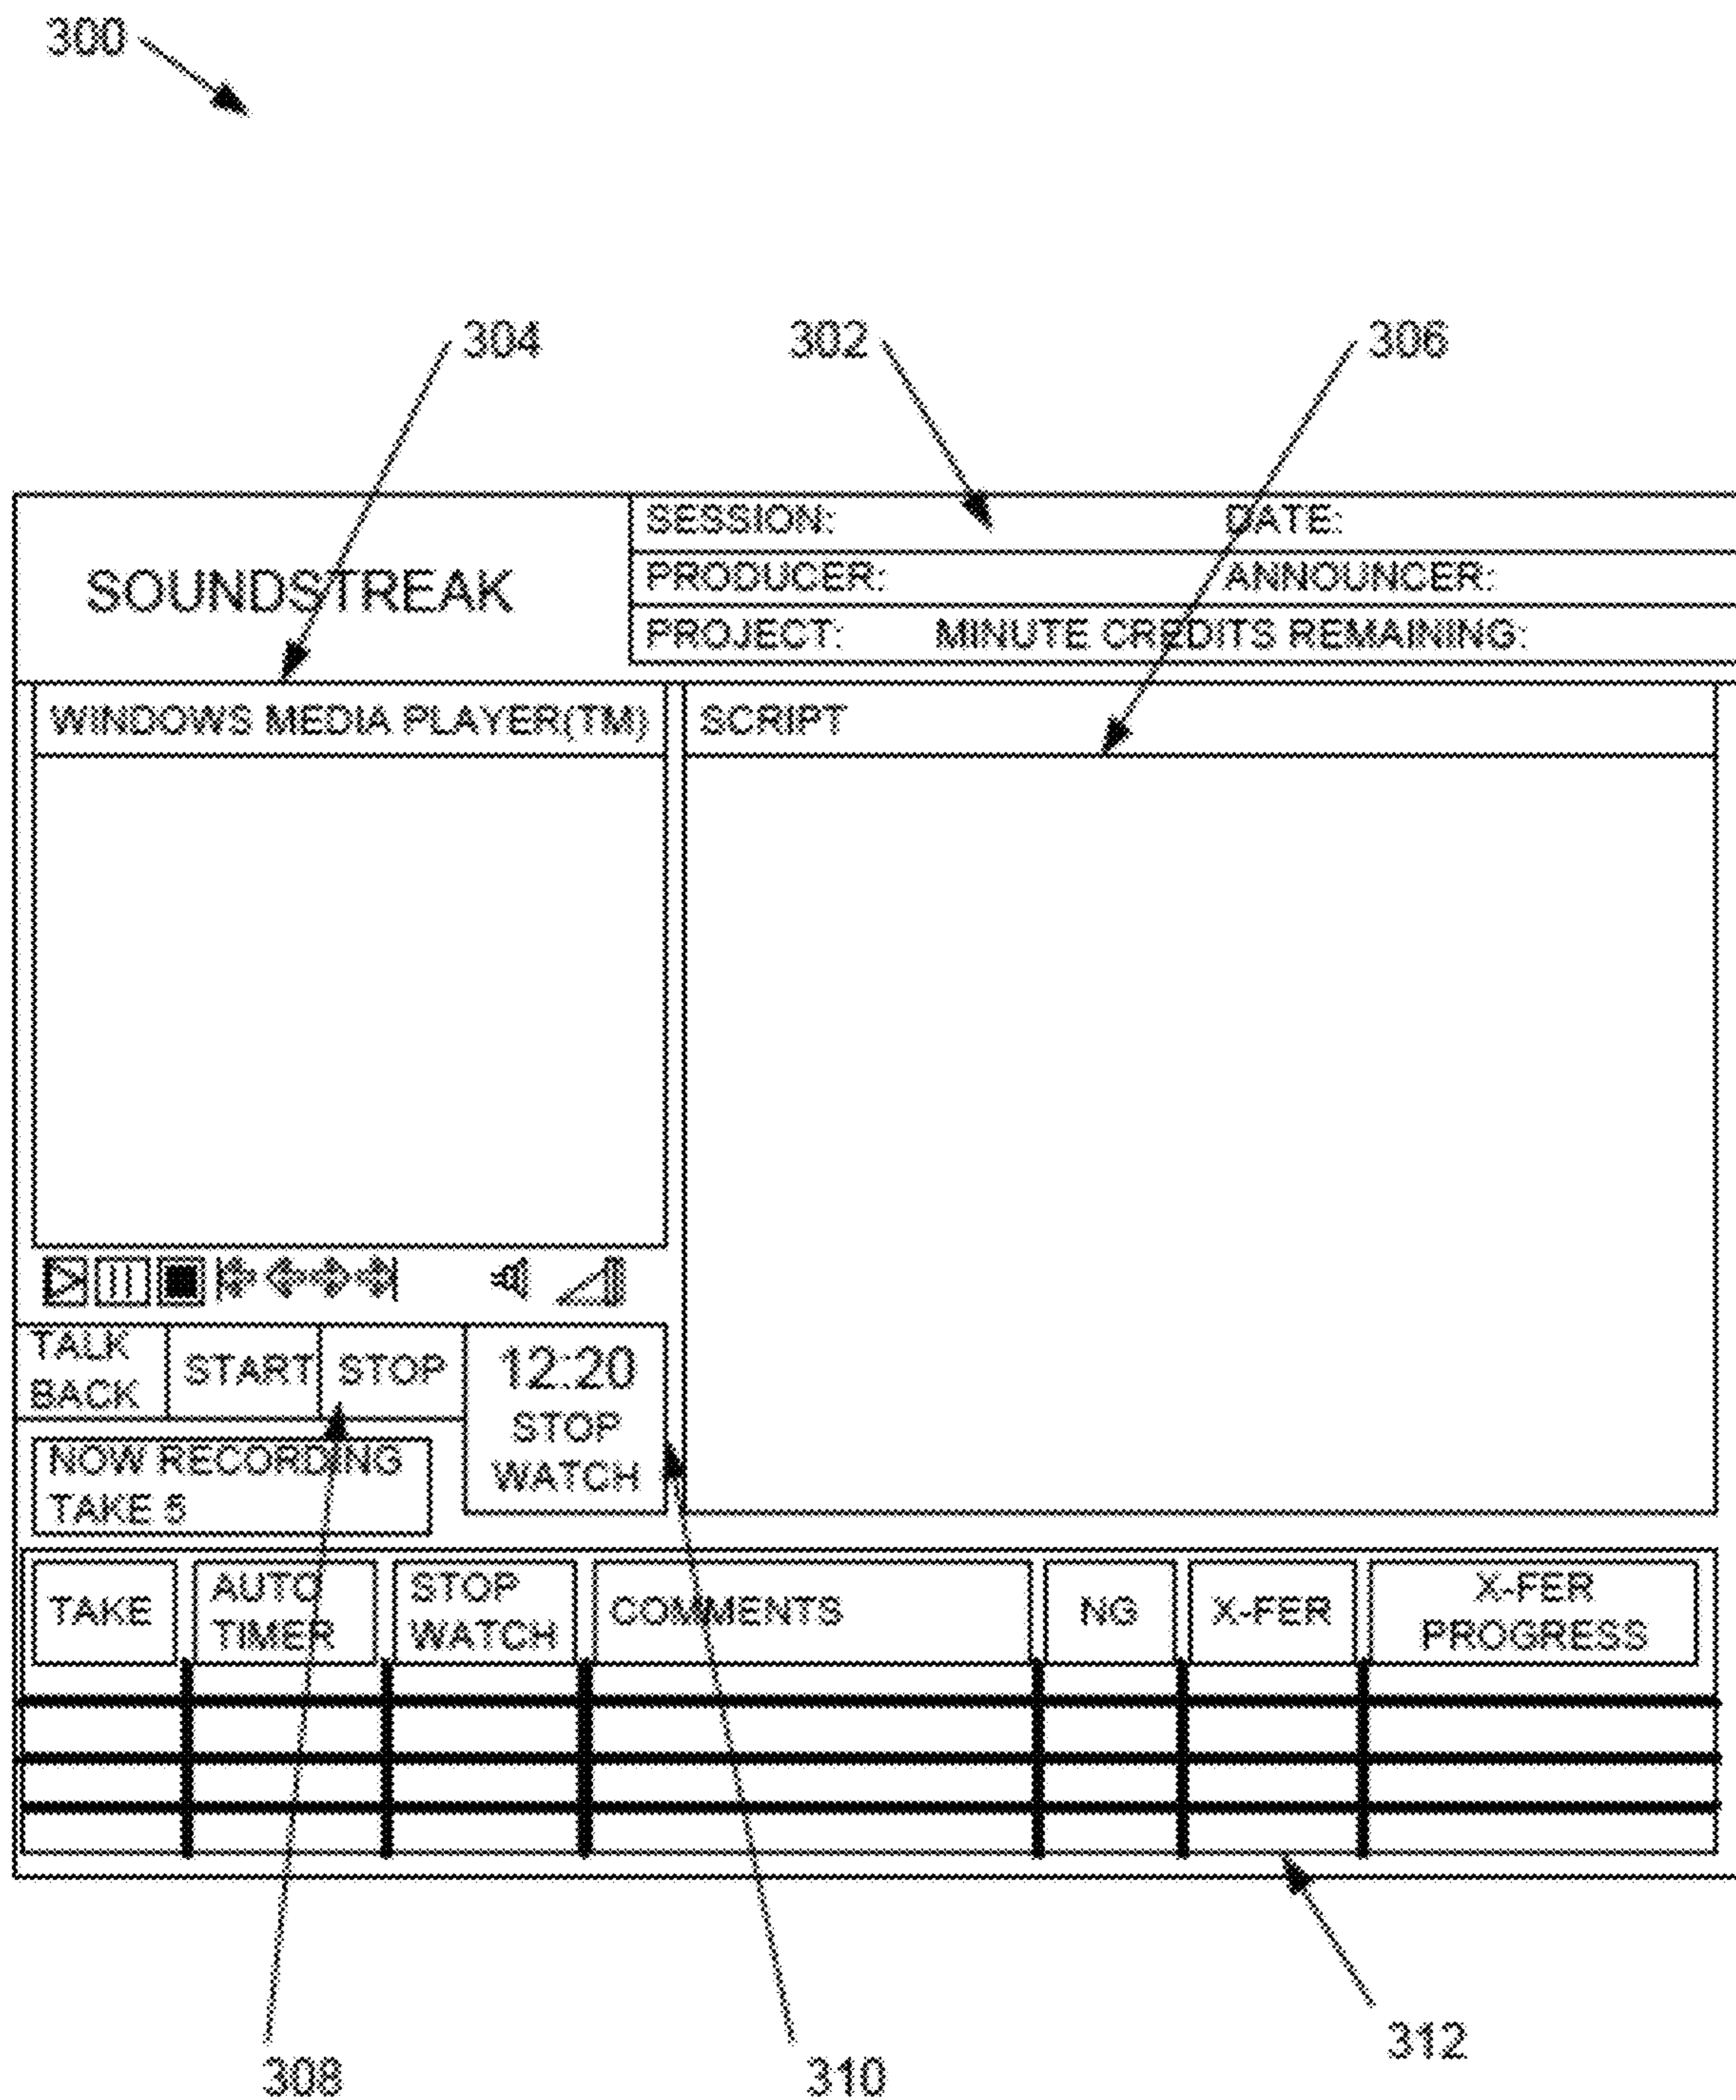 300
304 302 306
SOUNDSTREAK
SESSION: DATE:
PRODUCER: ANNOUNCER:
PROJECT: MINUTE CREDITS REMAINING:
WINDOWS MEDIA PLAYER(TM)
SCRIPT
TALK
BACK
START
STOP
12:20
STOP
WATCH
NOW RECORDING
TAKE 5
TAKE
AUTO
TIMER
STOP
WATCH
COMMENTS
NG
X-FER
X-FER
PROGRESS
308
310
312